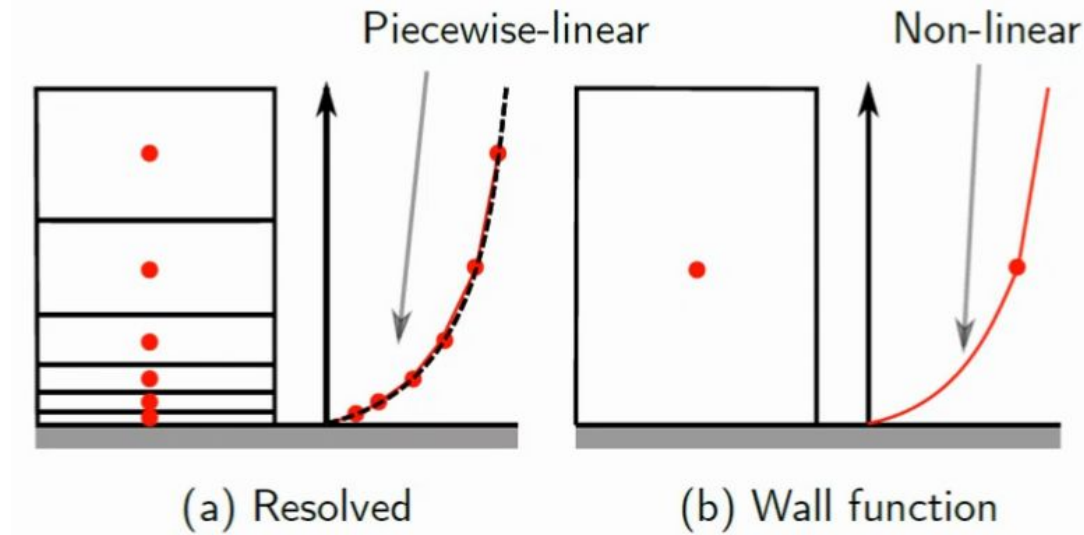 Piecewise-linear
Non-linear
(a) Resolved
(b) Wall function